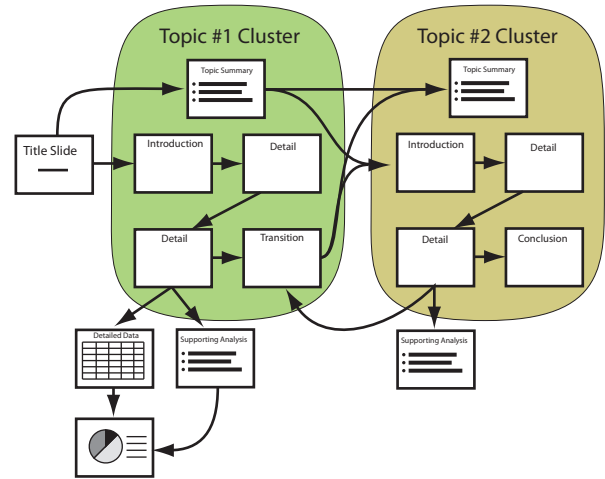 Topic #1 Cluster
Topic #2 Cluster
Topic Summary
Topic Summary
Title Slide
Introduction
Detail
Introduction
Detail
Detail
Transition
Detail
Conclusion
Detailed Data
Supporting Analysis
Supporting Analysis